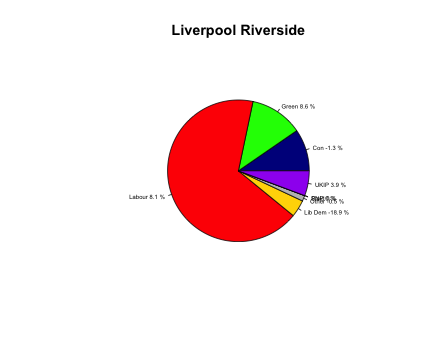 Liverpool Riverside
Green 8.6 %
Con -1.3 %
UKIP 3.9 %
Labour 8.1 %
Lib Dem -18.9 %